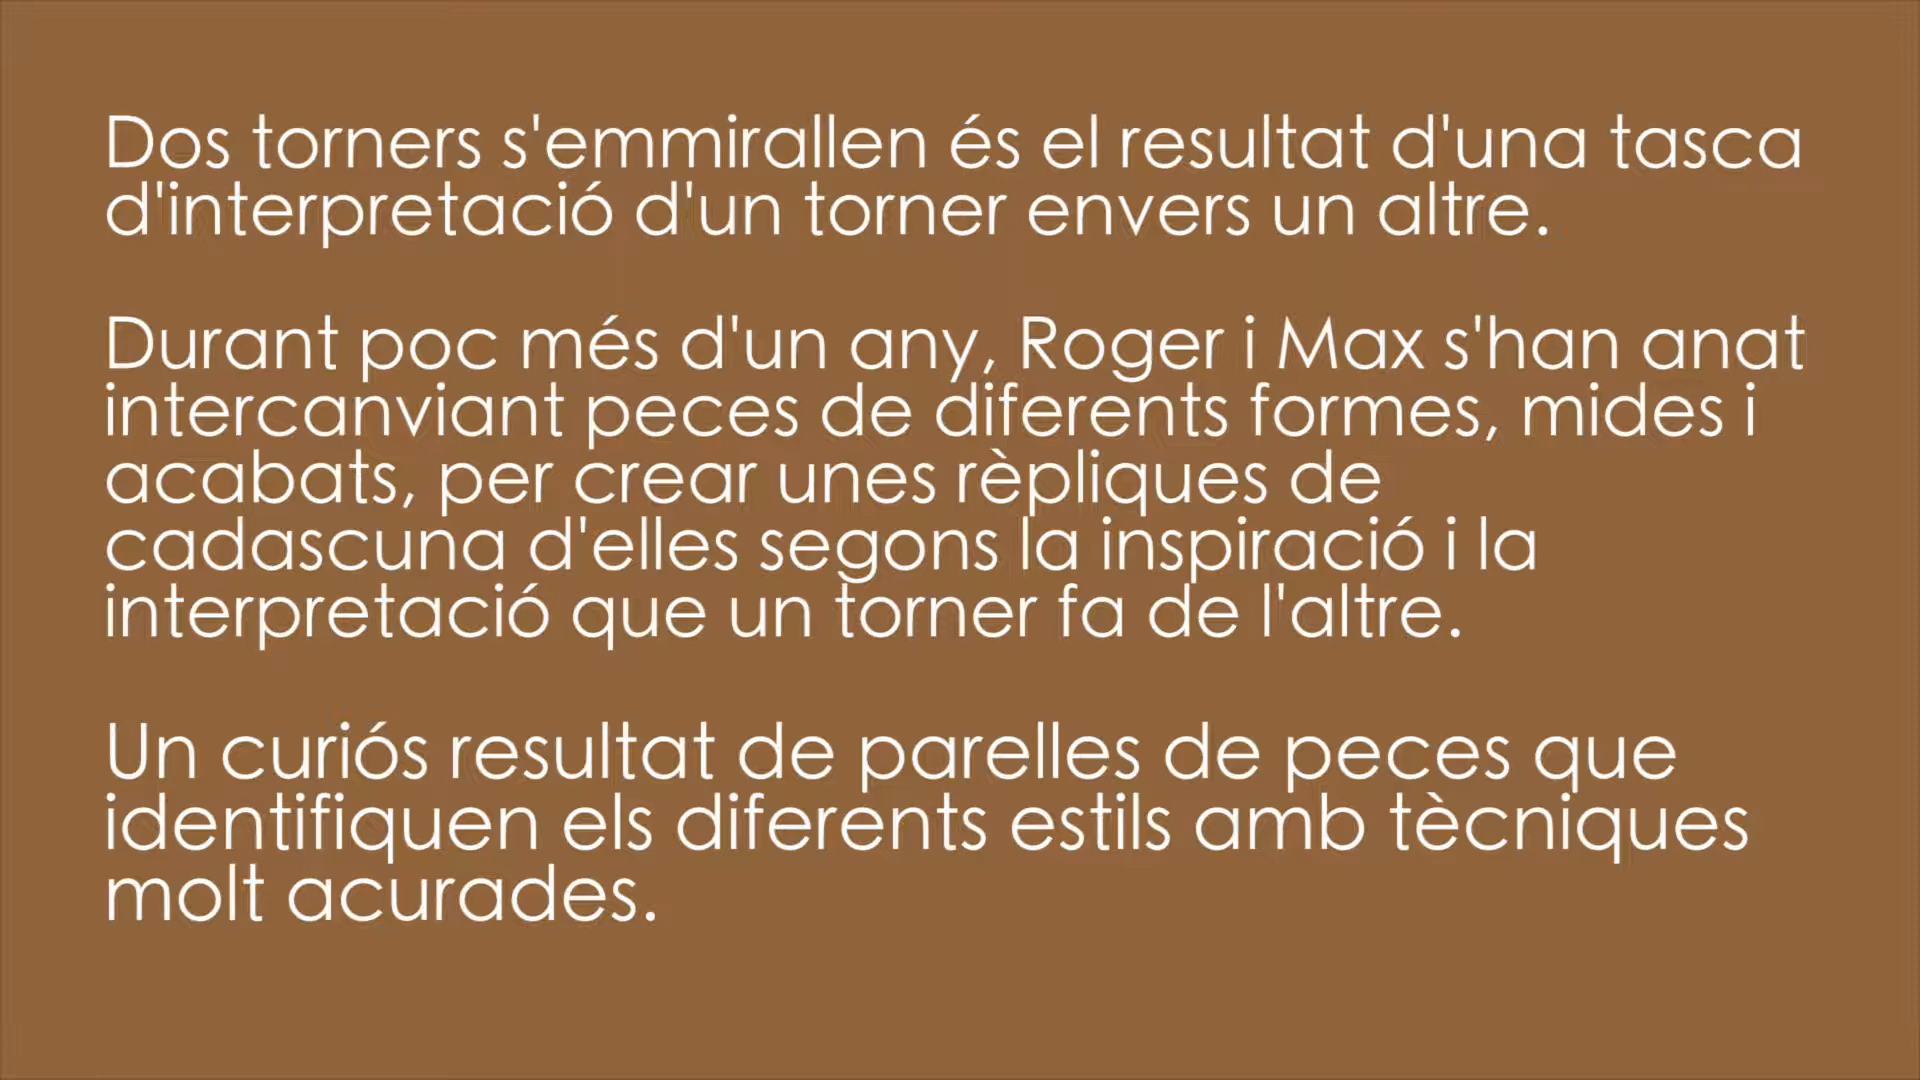 Dos torners s'emmirallen és el resultat d'una tasca
d'interpretació d'un torner envers un altre.
Durant poc més d'un any, Roger i Max s'han anat
intercanviant peces de diferents formes, mides i
acabats, per crear unes rèpliques de
cadascuna d'elles segons la inspiració i la
interpretació que un torner fa de l'altre.
Un curiós resultat de parelles de peces que
identifiquen els diferents estils amb tècniques
molt acurades.